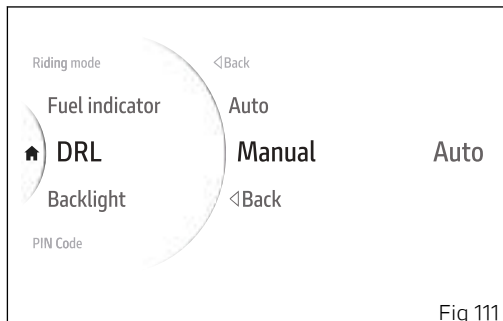 Riding mode
◁Back
Fuel indicator
Auto
DRL
Manual
Auto
Backlight
◁Back
PIN Code
Fig 111